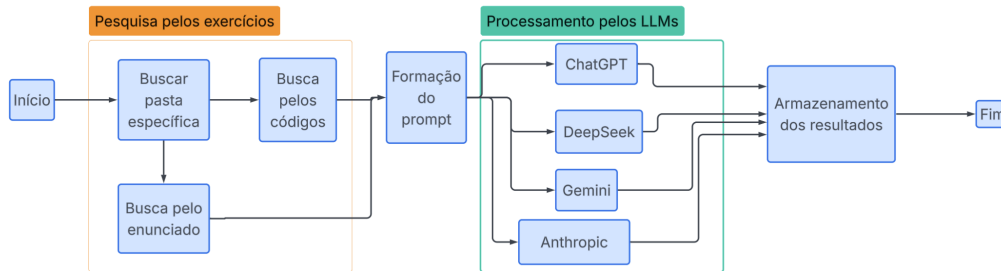 Pesquisa pelos exercícios
Processamento pelos LLMs
Início
Buscar
pasta
específica
Busca
pelos
códigos
Busca pelo
enunciado
Formação
do
prompt
ChatGPT
DeepSeek
Gemini
Anthropic
Armazenamento
dos resultados
Fim